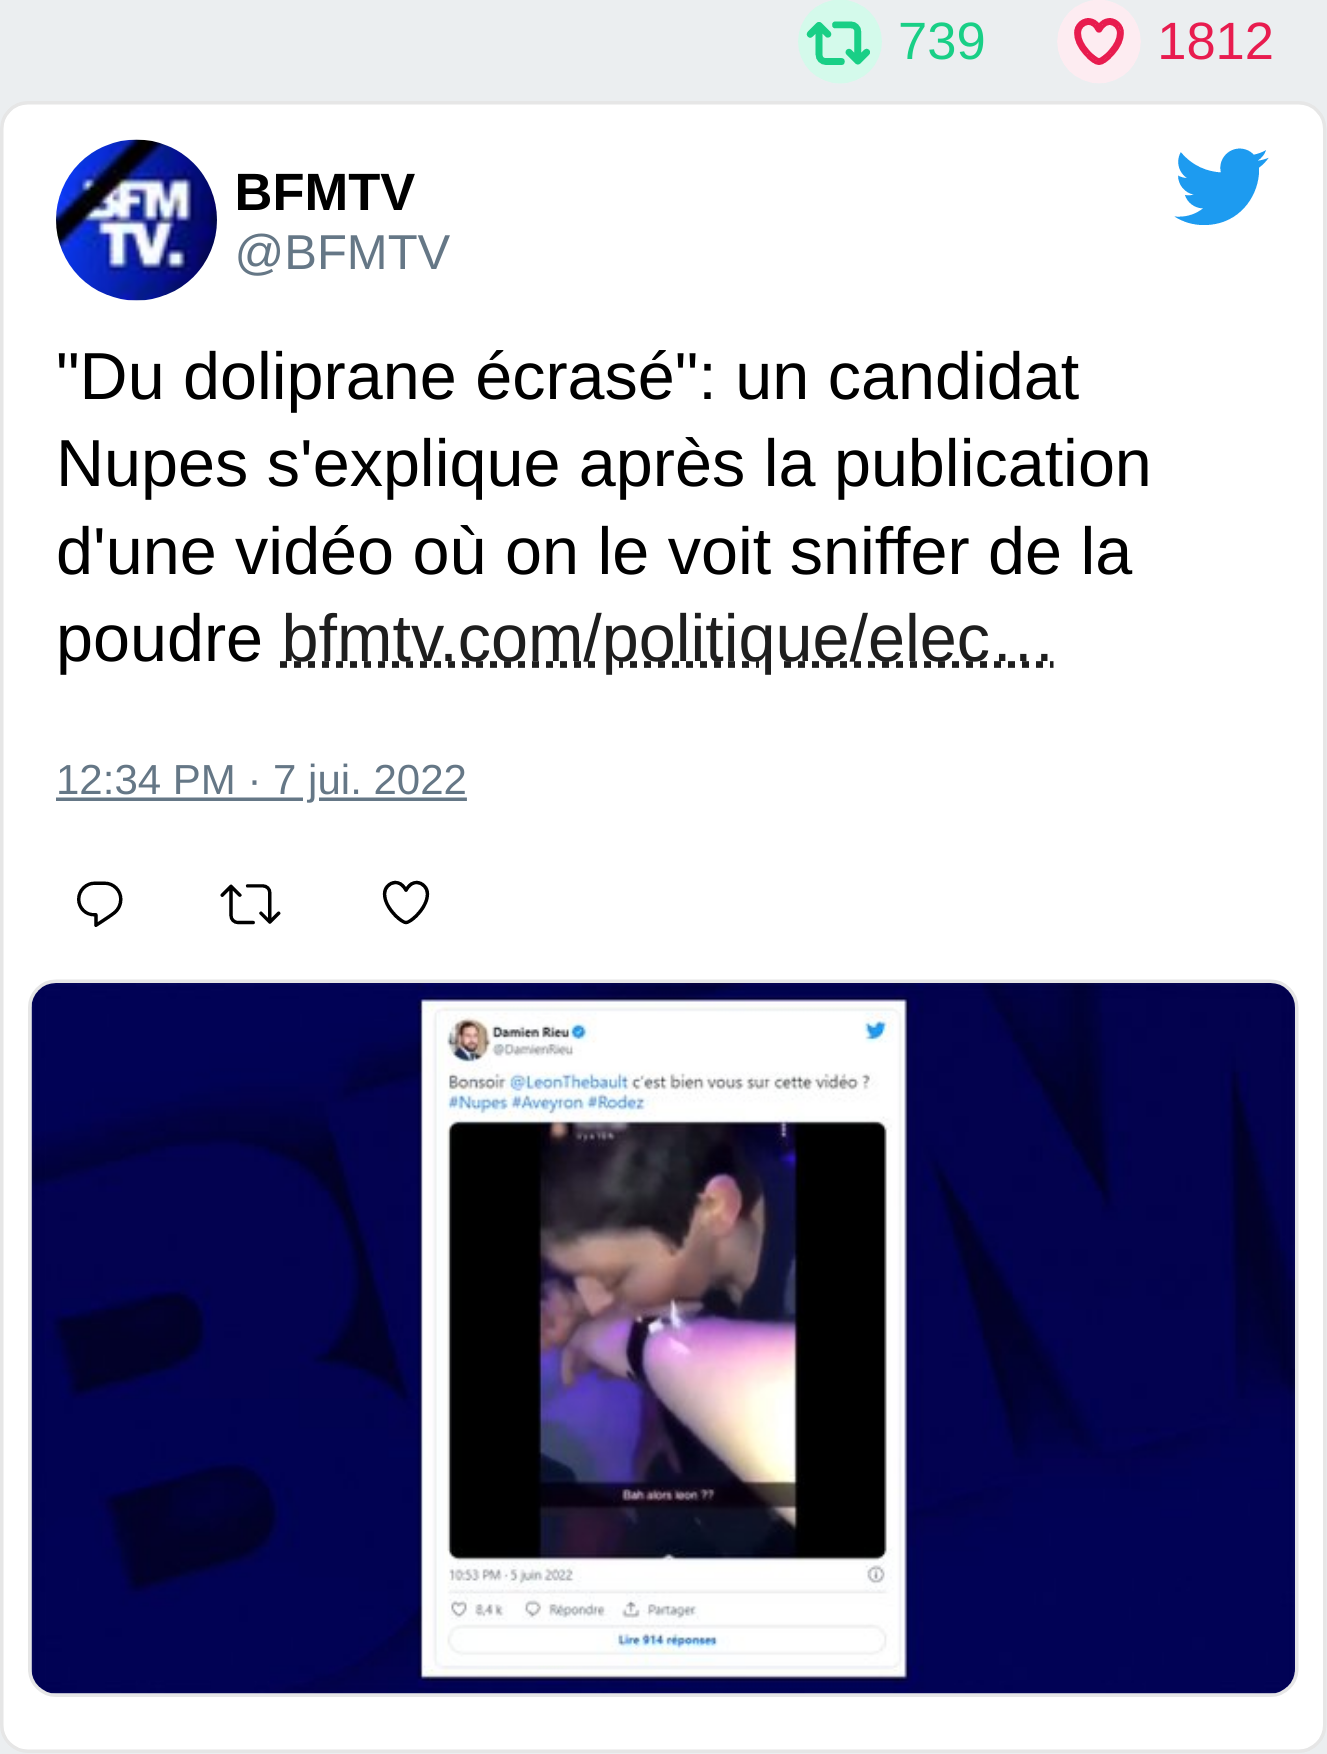 739 1812
BFM
TV.
BFMTV
@BFMTV
"Du doliprane écrasé": un candidat
Nupes s'explique après la publication
d'une vidéo où on le voit sniffer de la
poudre bfmtv.com/politique/elec…
12:34 PM · 7 jui. 2022
Damien Rieu
@DamienRieu
Bonsoir @LeonThebault c'est bien vous sur cette vidéo ?
#Nupes #Aveyron #Rodez
Bah alors leon ??
10:53 PM · 5 juin 2022
8,4 k Répondre Partager
Lire 914 réponses